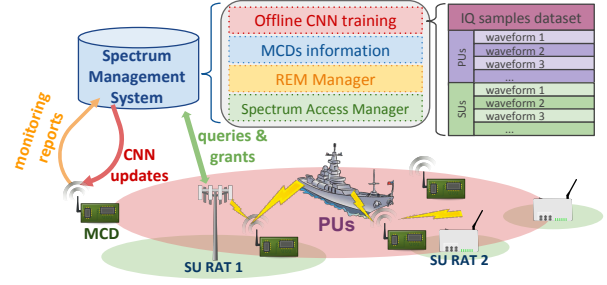 Spectrum
Management
System
Offline CNN training
MCDs information
REM Manager
Spectrum Access Manager
IQ samples dataset
PUs
waveform 1
waveform 2
waveform 3
...
SUs
waveform 1
waveform 2
waveform 3
...
monitoring
reports
CNN
updates
queries &
grants
MCD
PUs
SU RAT 1
SU RAT 2